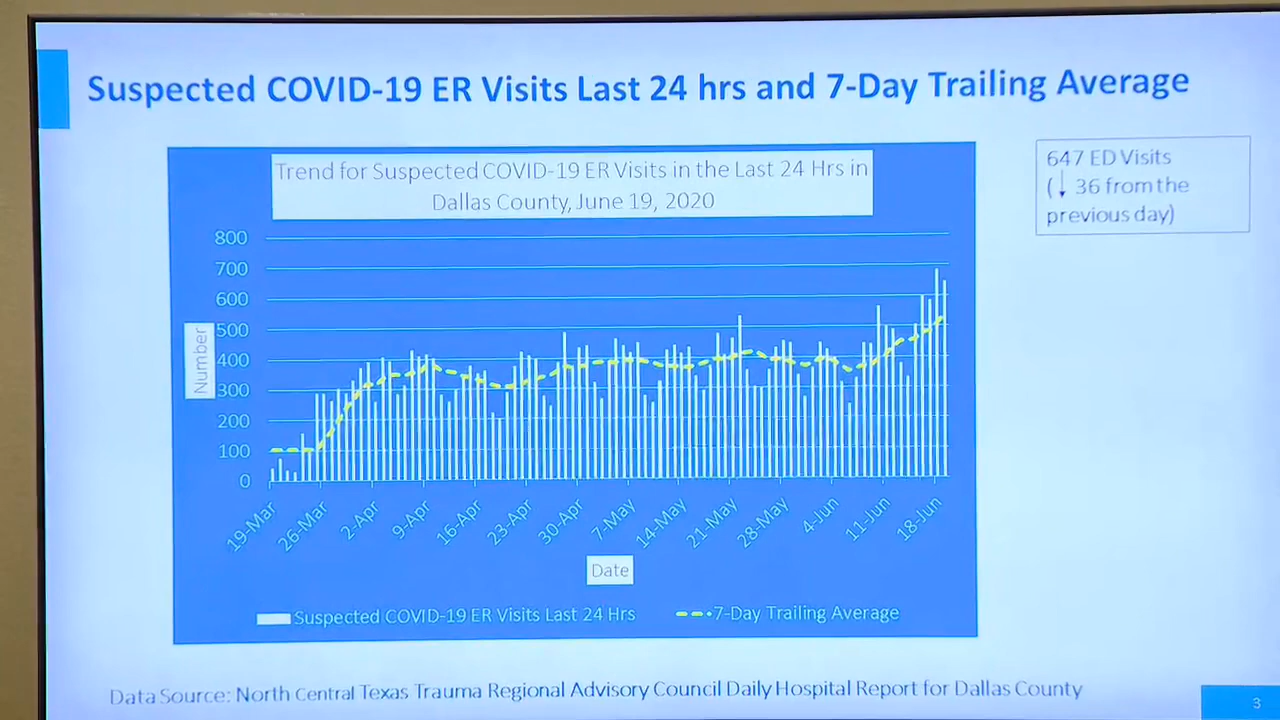 Suspected COVID-19 ER Visits Last 24 hrs and 7-Day Trailing Average
Trend for Suspected COVID-19 ER Visits in the Last 24 Hrs in
Dallas County, June 19, 2020
647 ED Visits
(↓ 36 from the
previous day)
800
700
600
500
400
300
200
100
0
Number
19-Mar
26-Mar
2-Apr
9-Apr
16-Apr
23-Apr
30-Apr
7-May
14-May
21-May
28-May
4-Jun
11-Jun
18-Jun
Date
Suspected COVID-19 ER Visits Last 24 Hrs
7-Day Trailing Average
Data Source: North Central Texas Trauma Regional Advisory Council Daily Hospital Report for Dallas County
3